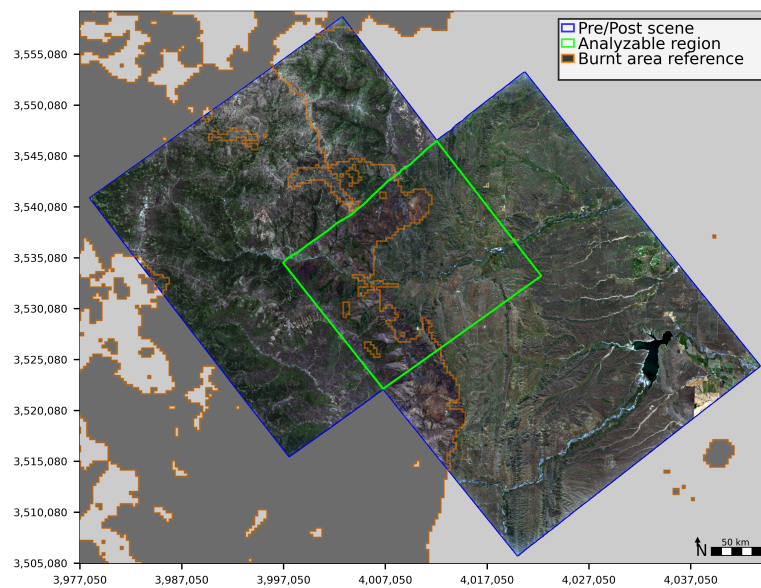 Pre/Post scene
Analyzable region
Burnt area reference
3,555,080
3,550,080
3,545,080
3,540,080
3,535,080
3,530,080
3,525,080
3,520,080
3,515,080
3,510,080
3,505,080
N
50 km
3,977,050 3,987,050 3,997,050 4,007,050 4,017,050 4,027,050 4,037,050